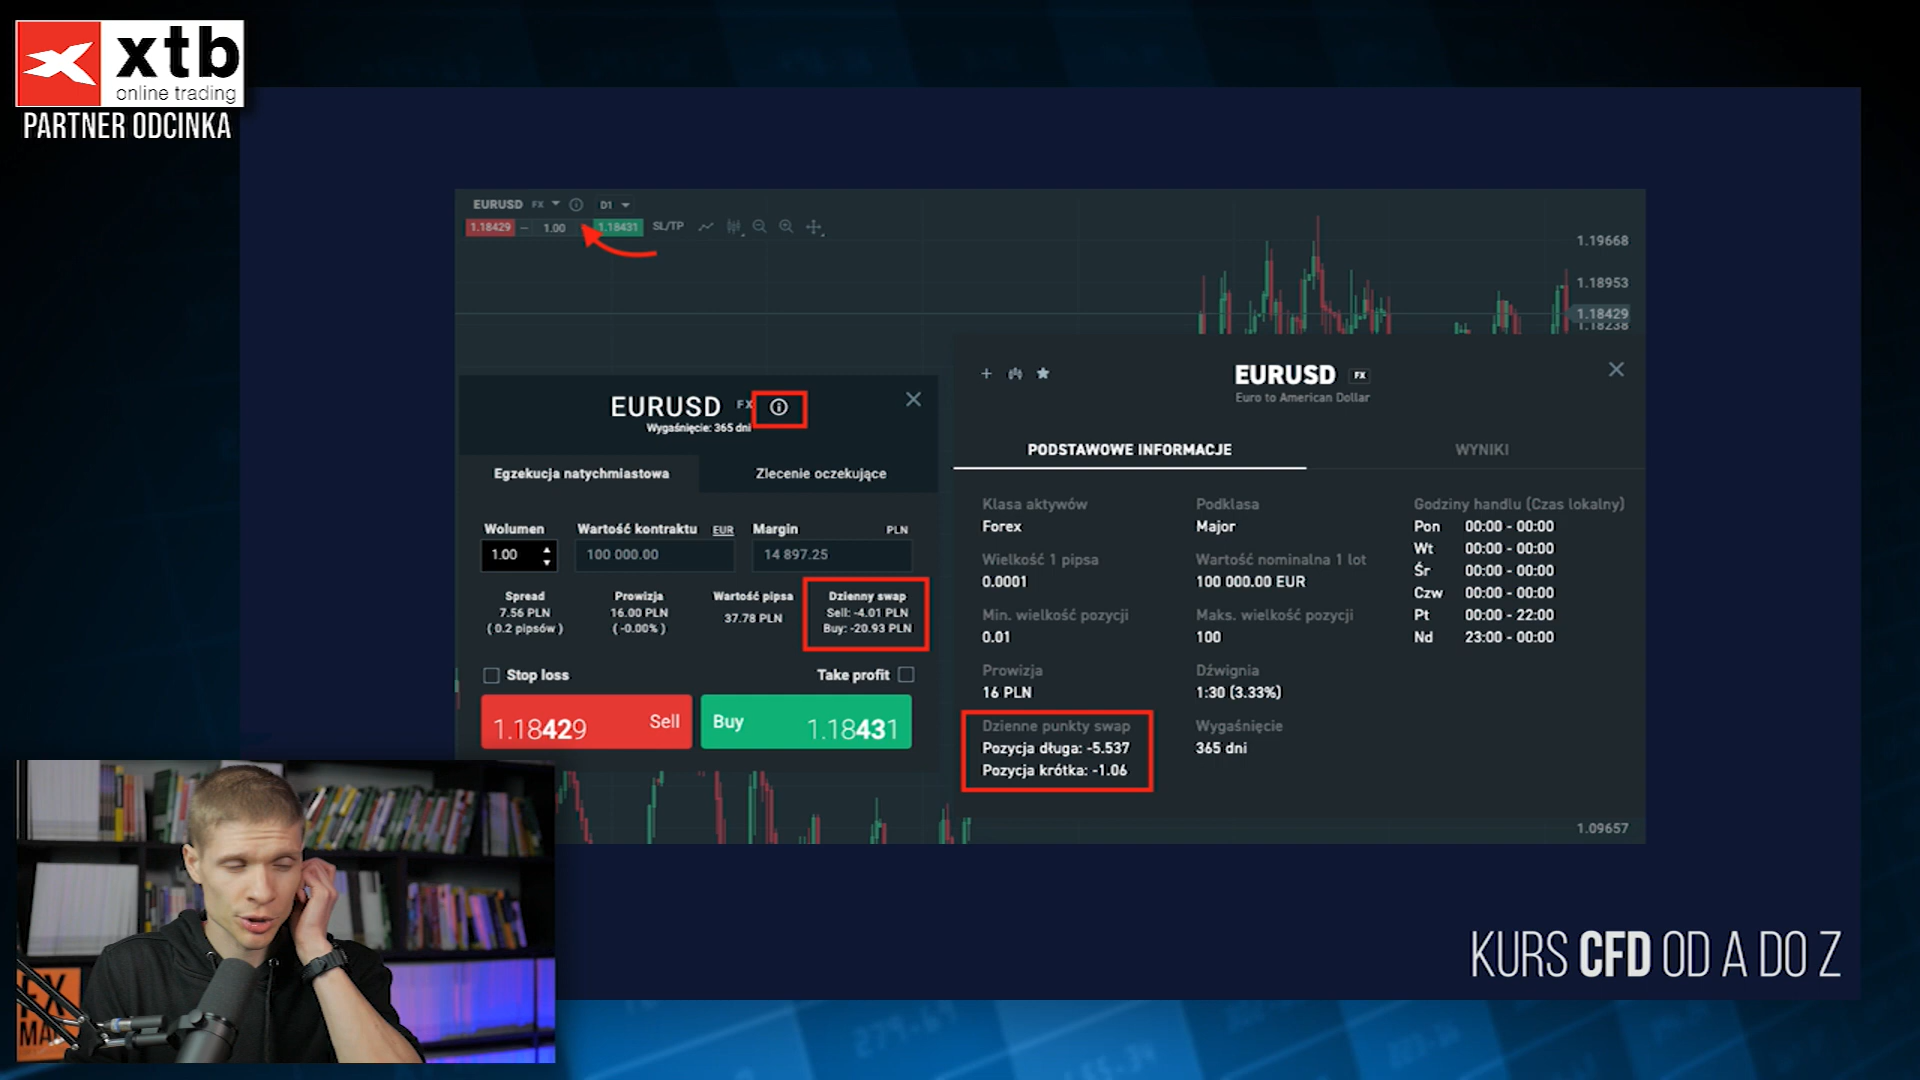 xtb
online trading
PARTNER ODCINKA
EURUSD FX D1
1.18429 1.00 1.18431 SL/TP
1.19668
1.18953
1.18429
1.18238
EURUSD FX
Wygaśnięcie: 365 dni
Egzekucja natychmiastowa Zlecenie oczekujące
Wolumen Wartość kontraktu EUR Margin PLN
1.00 100 000.00 14 897.25
Spread Prowizja Wartość pipsa Dzienny swap
7.56 PLN 16.00 PLN 37.78 PLN Sell: -4.01 PLN
( 0.2 pipsów ) ( -0.00% ) Buy: -20.93 PLN
Stop loss Take profit
1.18429 Sell Buy 1.18431
EURUSD FX
Euro to American Dollar
PODSTAWOWE INFORMACJE WYNIKI
Klasa aktywów Podklasa Godziny handlu (Czas lokalny)
Forex Major Pon 00:00 - 00:00
Wt 00:00 - 00:00
Wielkość 1 pipsa Wartość nominalna 1 lot
Śr 00:00 - 00:00
0.0001 100 000.00 EUR
Czw 00:00 - 00:00
Min. wielkość pozycji Maks. wielkość pozycji Pt 00:00 - 22:00
0.01 100 Nd 23:00 - 00:00
Prowizja Dźwignia
16 PLN 1:30 (3.33%)
Dzienne punkty swap Wygaśnięcie
Pozycja długa: -5.537 365 dni
Pozycja krótka: -1.06
1.09657
KURS CFD OD A DO Z
FX
MA